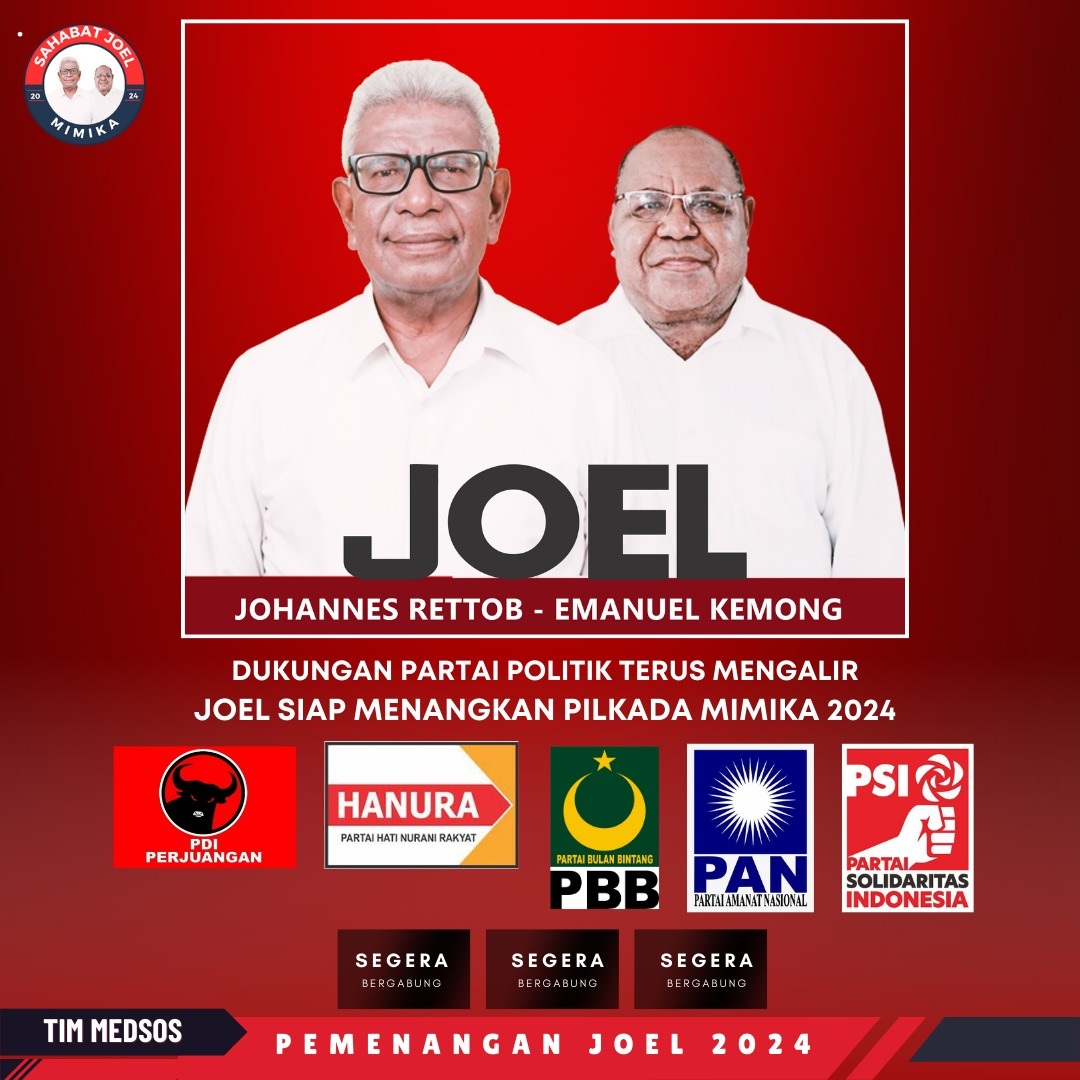 SAHABAT JOEL
20 24
MIMIKA
JOEL
JOHANNES RETTOB - EMANUEL KEMONG
DUKUNGAN PARTAI POLITIK TERUS MENGALIR
JOEL SIAP MENANGKAN PILKADA MIMIKA 2024
PDI
PERJUANGAN
HANURA
PARTAI HATI NURANI RAKYAT
PARTAI BULAN BINTANG
PBB
PAN
PARTAI AMANAT NASIONAL
PSI
PARTAI
SOLIDARITAS
INDONESIA
SEGERA
BERGABUNG
SEGERA
BERGABUNG
SEGERA
BERGABUNG
TIM MEDSOS
PEMENANGAN JOEL 2024